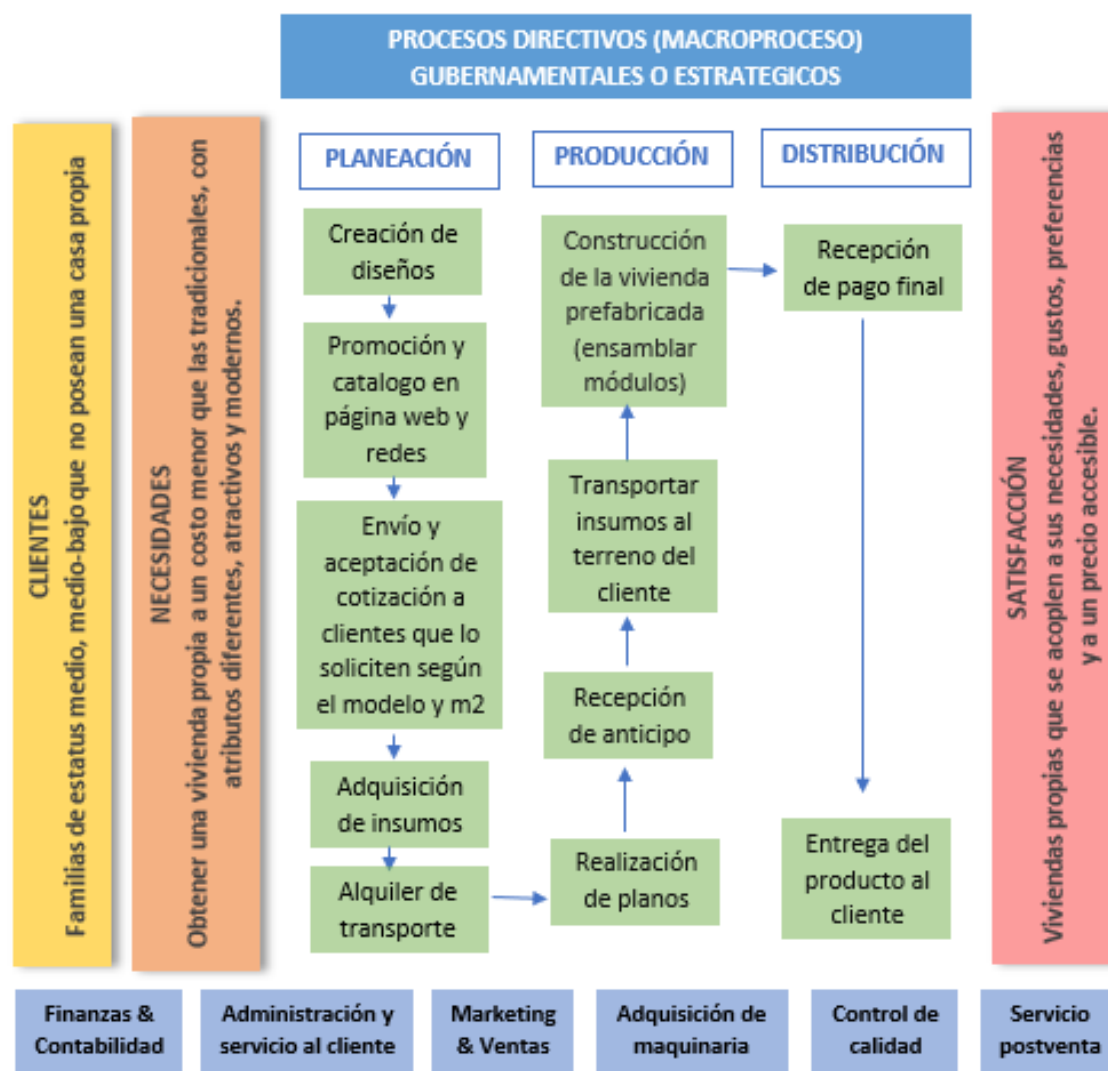 PROCESOS DIRECTIVOS (MACROPROCESO)
GUBERNAMENTALES O ESTRATEGICOS
CLIENTES
Familias de estatus medio, medio-bajo que no posean una casa propia
NECESIDADES
Obtener una vivienda propia a un costo menor que las tradicionales, con
atributos diferentes, atractivos y modernos.
PLANEACIÓN
Creación de
diseños
Promoción y
catalogo en
página web y
redes
Envío y
aceptación de
cotización a
clientes que lo
soliciten según
el modelo y m2
Adquisición
de insumos
Alquiler de
transporte
PRODUCCIÓN
Construcción
de la vivienda
prefabricada
(ensamblar
módulos)
Transportar
insumos al
terreno del
cliente
Recepción
de anticipo
Realización
de planos
DISTRIBUCIÓN
Recepción
de pago final
Entrega del
producto al
cliente
SATISFACCIÓN
Viviendas propias que se acoplen a sus necesidades, gustos, preferencias
y a un precio accesible.
Finanzas &
Contabilidad
Administración y
servicio al cliente
Marketing
& Ventas
Adquisición de
maquinaria
Control de
calidad
Servicio
postventa